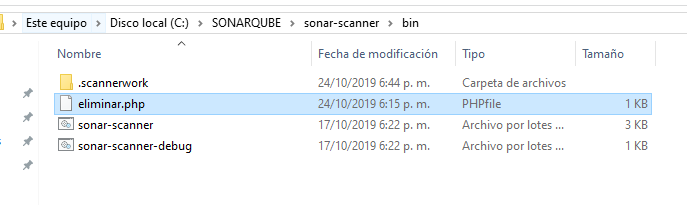 Este equipo > Disco local (C:) > SONARQUBE > sonar-scanner > bin
Nombre Fecha de modificación Tipo Tamaño
.scannerwork 24/10/2019 6:44 p. m. Carpeta de archivos
eliminar.php 24/10/2019 6:15 p. m. PHPfile 1 KB
sonar-scanner 17/10/2019 6:22 p. m. Archivo por lotes ... 3 KB
sonar-scanner-debug 17/10/2019 6:22 p. m. Archivo por lotes ... 1 KB